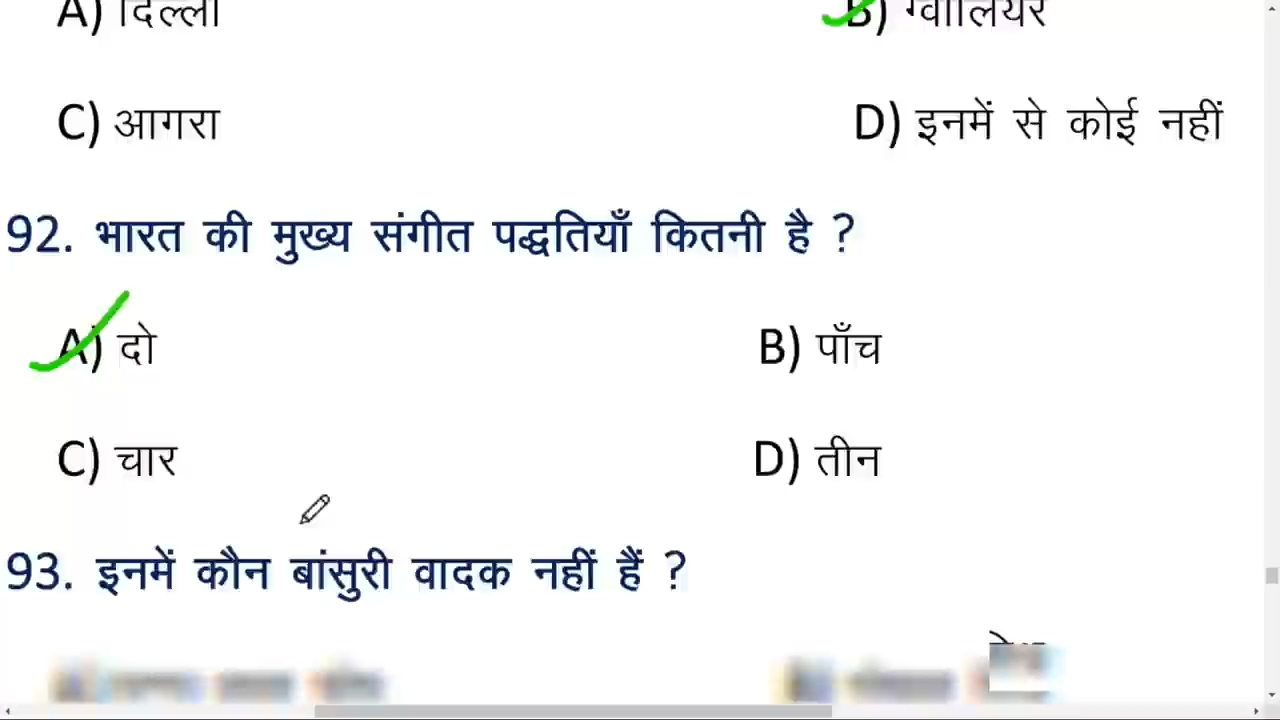 A) दिल्ली B) ग्वालियर
C) आगरा D) इनमें से कोई नहीं
92. भारत की मुख्य संगीत पद्धतियाँ कितनी है ?
A) दो B) पाँच
C) चार D) तीन
93. इनमें कौन बांसुरी वादक नहीं हैं ?